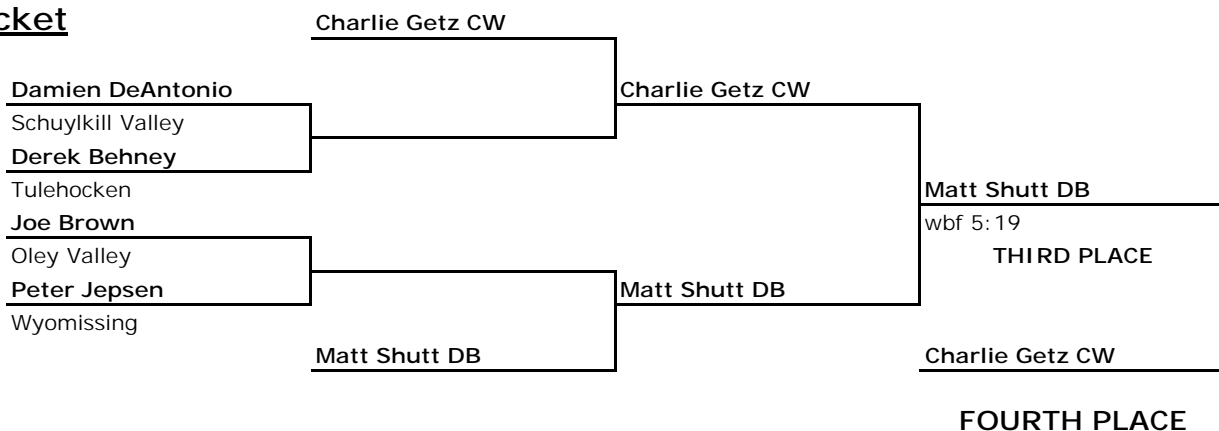 cket
Charlie Getz CW
Damien DeAntonio
Charlie Getz CW
Schuylkill Valley
Derek Behney
Tulehocken
Matt Shutt DB
Joe Brown
wbf 5:19
Oley Valley
THIRD PLACE
Peter Jepsen
Matt Shutt DB
Wyomissing
Matt Shutt DB
Charlie Getz CW
FOURTH PLACE